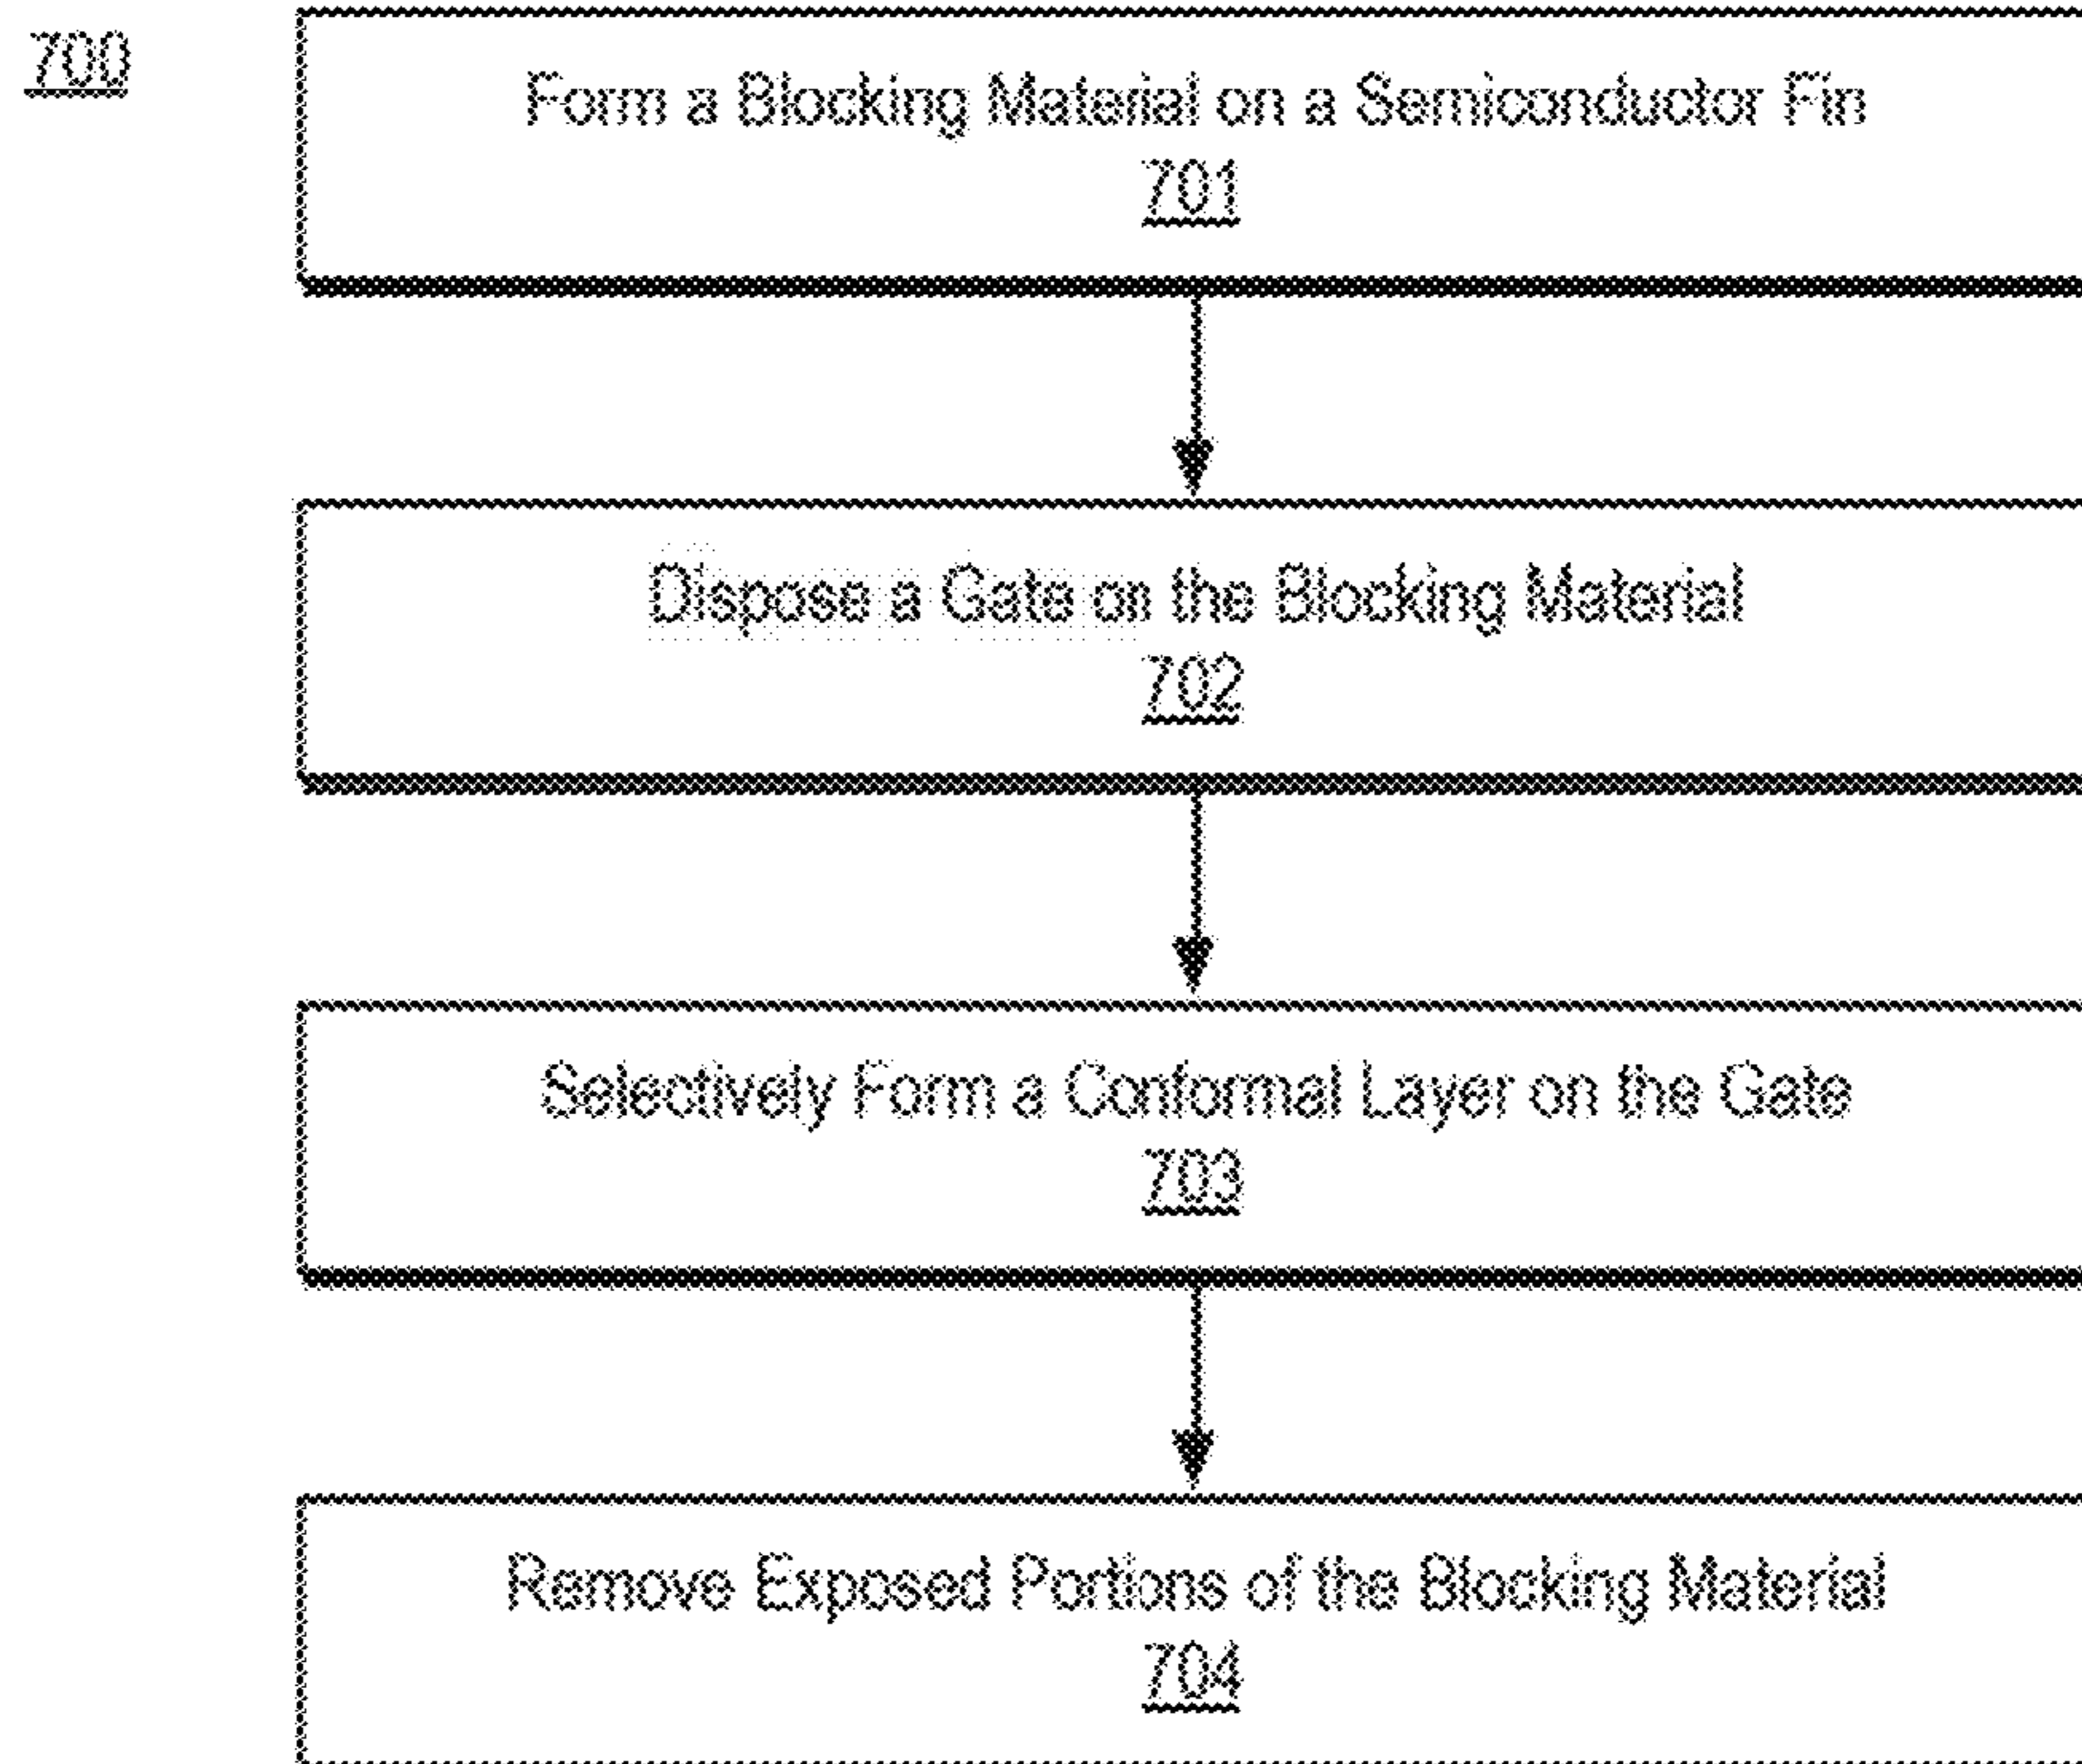 700
Form a Blocking Material on a Semiconductor Fin
701
Dispose a Gate on the Blocking Material
702
Selectively Form a Conformal Layer on the Gate
703
Remove Exposed Portions of the Blocking Material
704